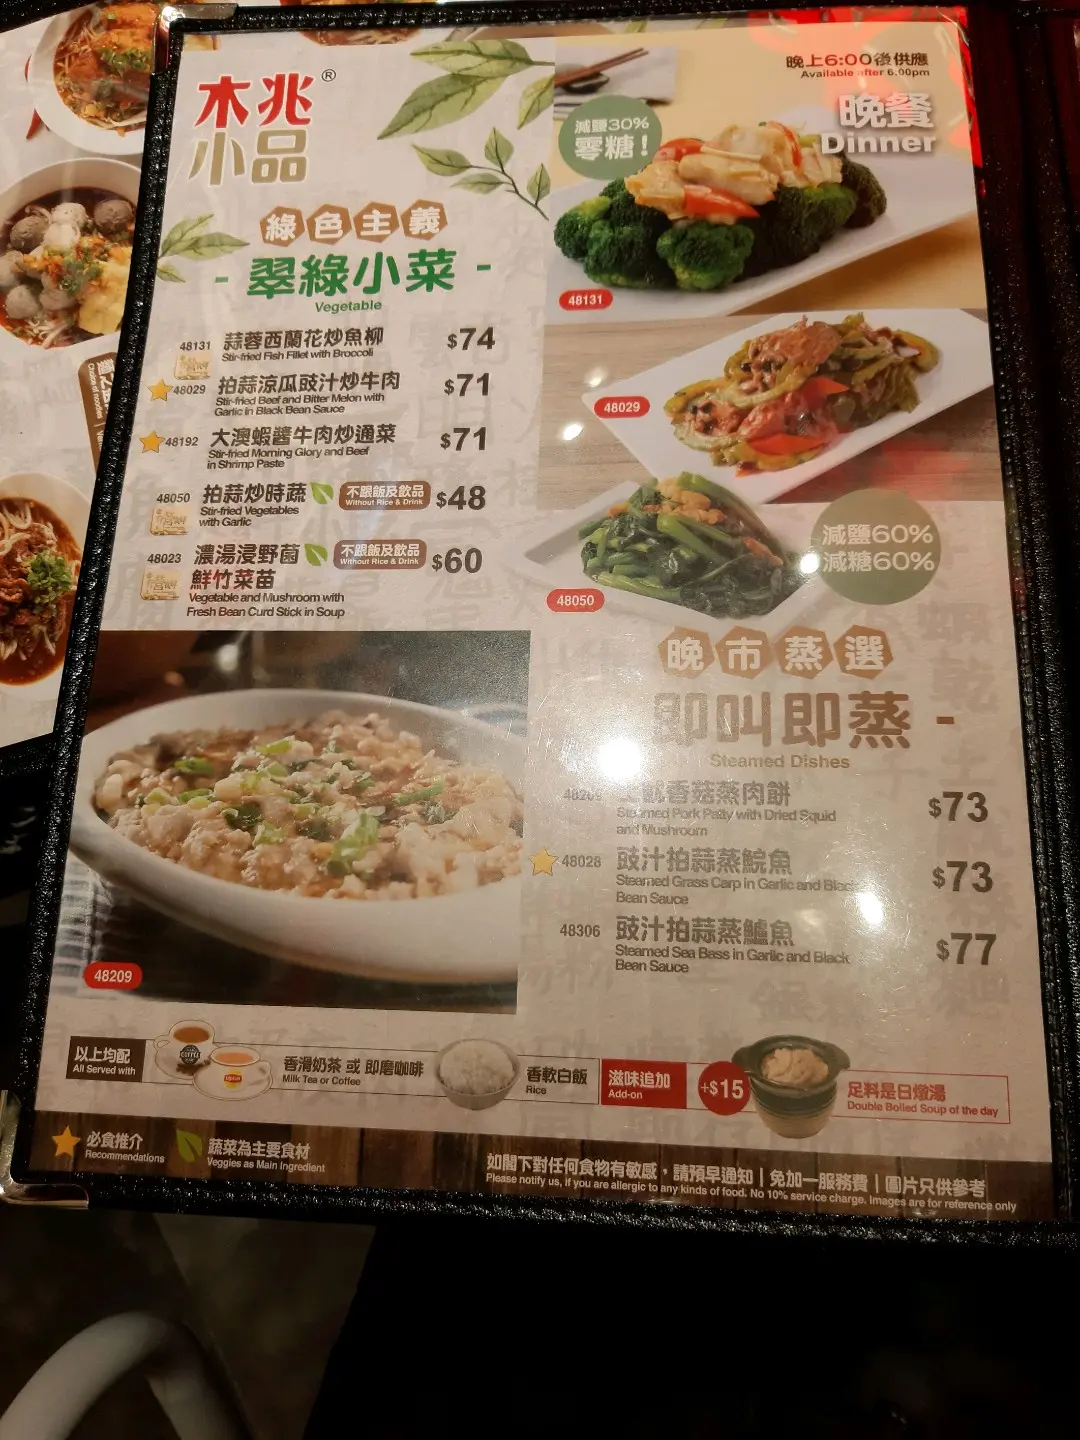 木兆®
小品
綠色主義
- 翠綠小菜 -
Vegetable
48131 蒜蓉西蘭花炒魚柳 $74
Stir-fried Fish Fillet with Broccoli
48029 拍蒜涼瓜豉汁炒牛肉 $71
Stir-fried Beef and Bitter Melon with
Garlic in Black Bean Sauce
48192 大澳蝦醬牛肉炒通菜 $71
Stir-fried Morning Glory and Beef
in Shrimp Paste
48050 拍蒜炒時蔬 不跟飯及飲品 $48
Without Rice & Drink
Stir-fried Vegetables
with Garlic
48023 濃湯浸野菌 不跟飯及飲品 $60
Without Rice & Drink
鮮竹菜苗
Vegetable and Mushroom with
Fresh Bean Curd Stick in Soup
晚上6:00後供應
Available after 6:00pm
晚餐
Dinner
減鹽30%
零糖!
48131
48029
48050
減鹽60%
減糖60%
晚市蒸選
即叫即蒸 -
Steamed Dishes
香菇蒸肉餅 $73
Steamed Pork Patty with Dried Squid
and Mushroom
48028 豉汁拍蒜蒸鯇魚 $73
Steamed Grass Carp in Garlic and Black
Bean Sauce
48306 豉汁拍蒜蒸鱸魚 $77
Steamed Sea Bass in Garlic and Black
Bean Sauce
48209
以上均配
All Served with
香滑奶茶 或 即磨咖啡
Milk Tea or Coffee
香軟白飯
Rice
滋味追加
Add-on
+$15
足料是日燉湯
Double Boiled Soup of the day
必食推介
Recommendations
蔬菜為主要食材
Veggies as Main Ingredient
如閣下對任何食物有敏感，請預早通知 | 免加一服務費 | 圖片只供參考
Please notify us, if you are allergic to any kinds of food. No 10% service charge. Images are for reference only